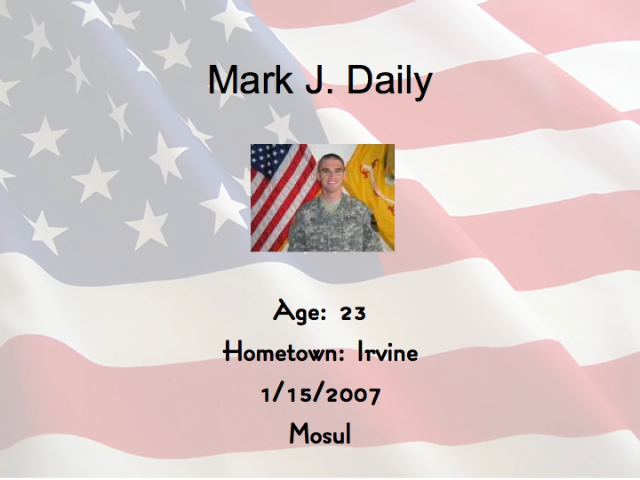 Mark J. Daily
Age: 23
Hometown: Irvine
1/15/2007
Mosul